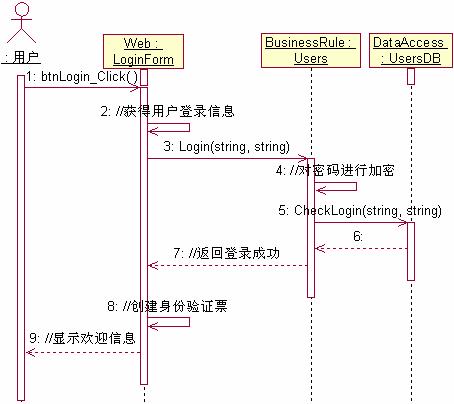 Web :
LoginForm
BusinessRule :
Users
DataAccess
: UsersDB
: 用户
1: btnLogin_Click( )
2: //获得用户登录信息
3: Login(string, string)
4: //对密码进行加密
5: CheckLogin(string, string)
6:
7: //返回登录成功
8: //创建身份验证票
9: //显示欢迎信息